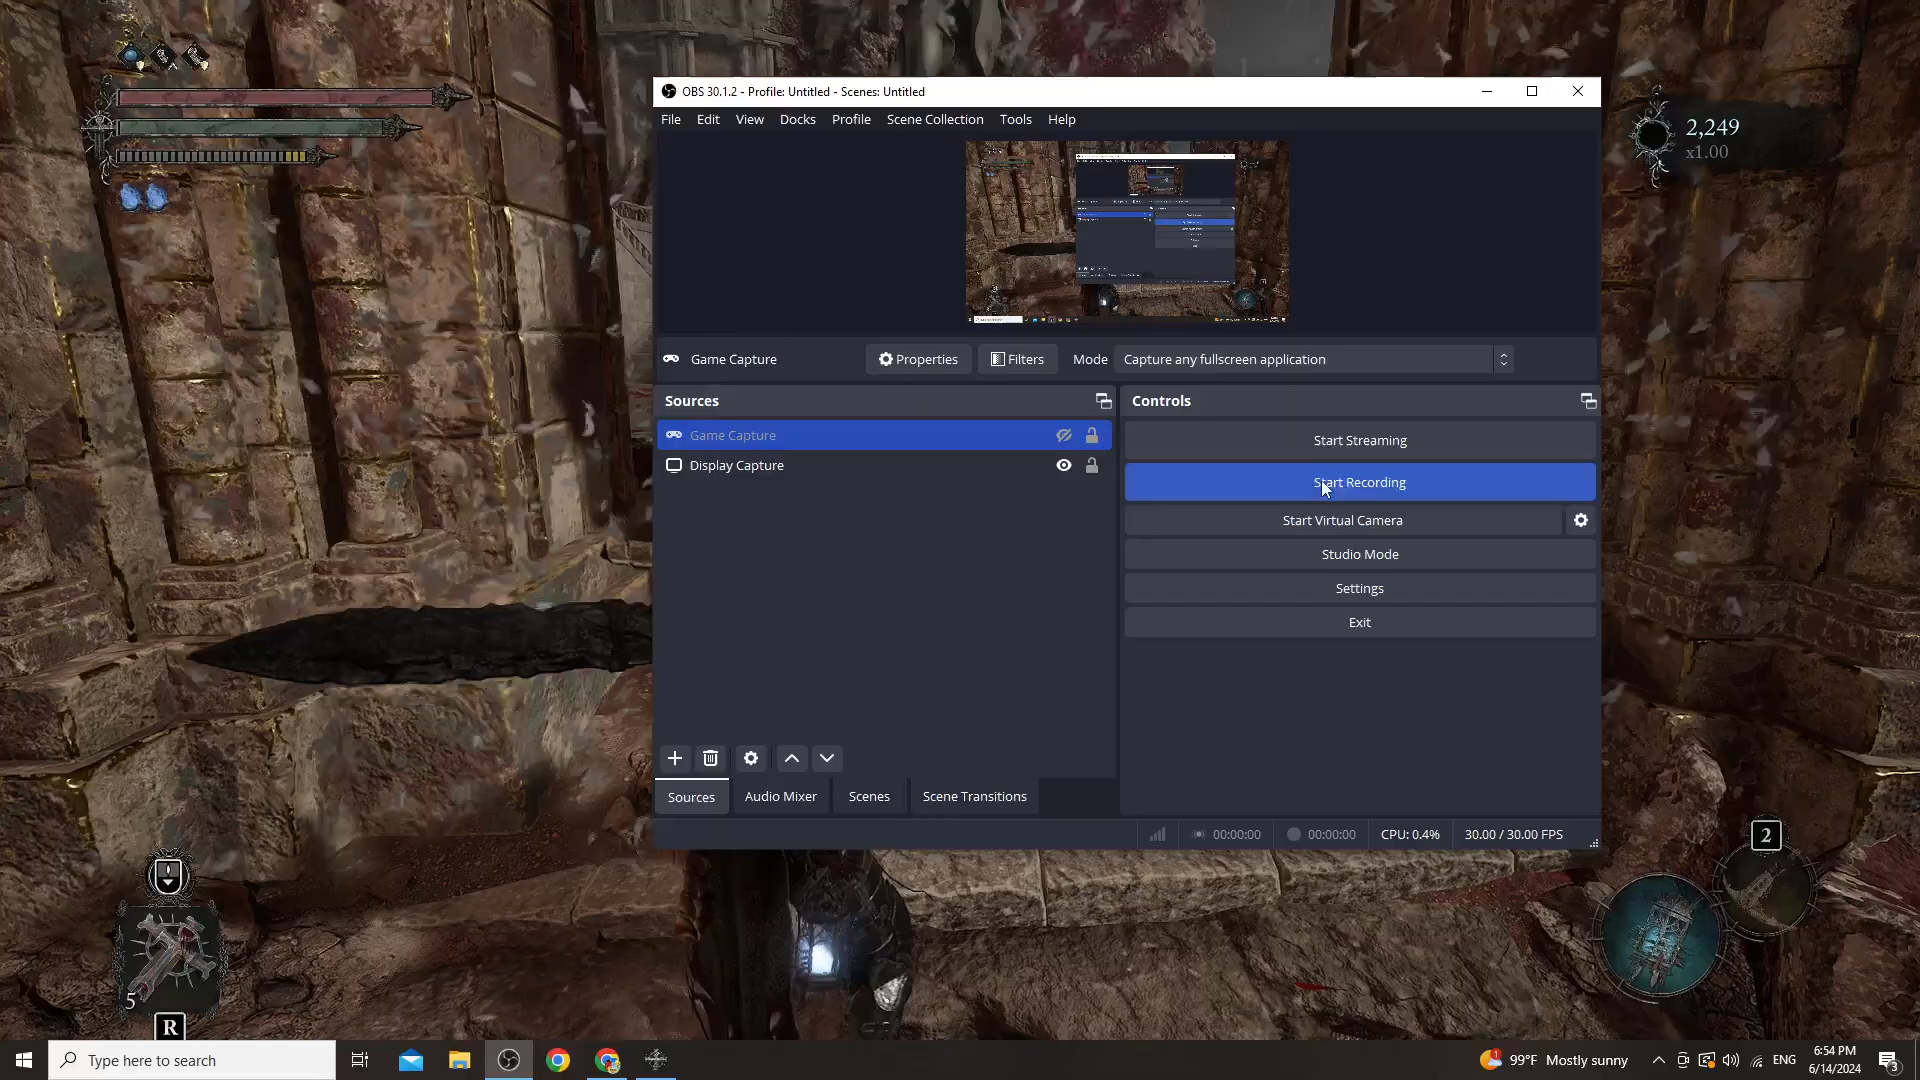 OBS 30.1.2 - Profile: Untitled - Scenes: Untitled
File Edit View Docks Profile Scene Collection Tools Help
2,249
x1.00
Game Capture Properties Filters Mode Capture any fullscreen application
Sources Controls
Game Capture
Display Capture
Start Streaming
Start Recording
Start Virtual Camera
Studio Mode
Settings
Exit
Sources Audio Mixer Scenes Scene Transitions
00:00:00 00:00:00 CPU: 0.4% 30.00 / 30.00 FPS
2
5
R
Type here to search
1 99°F Mostly sunny ENG 6:54 PM
6/14/2024 3